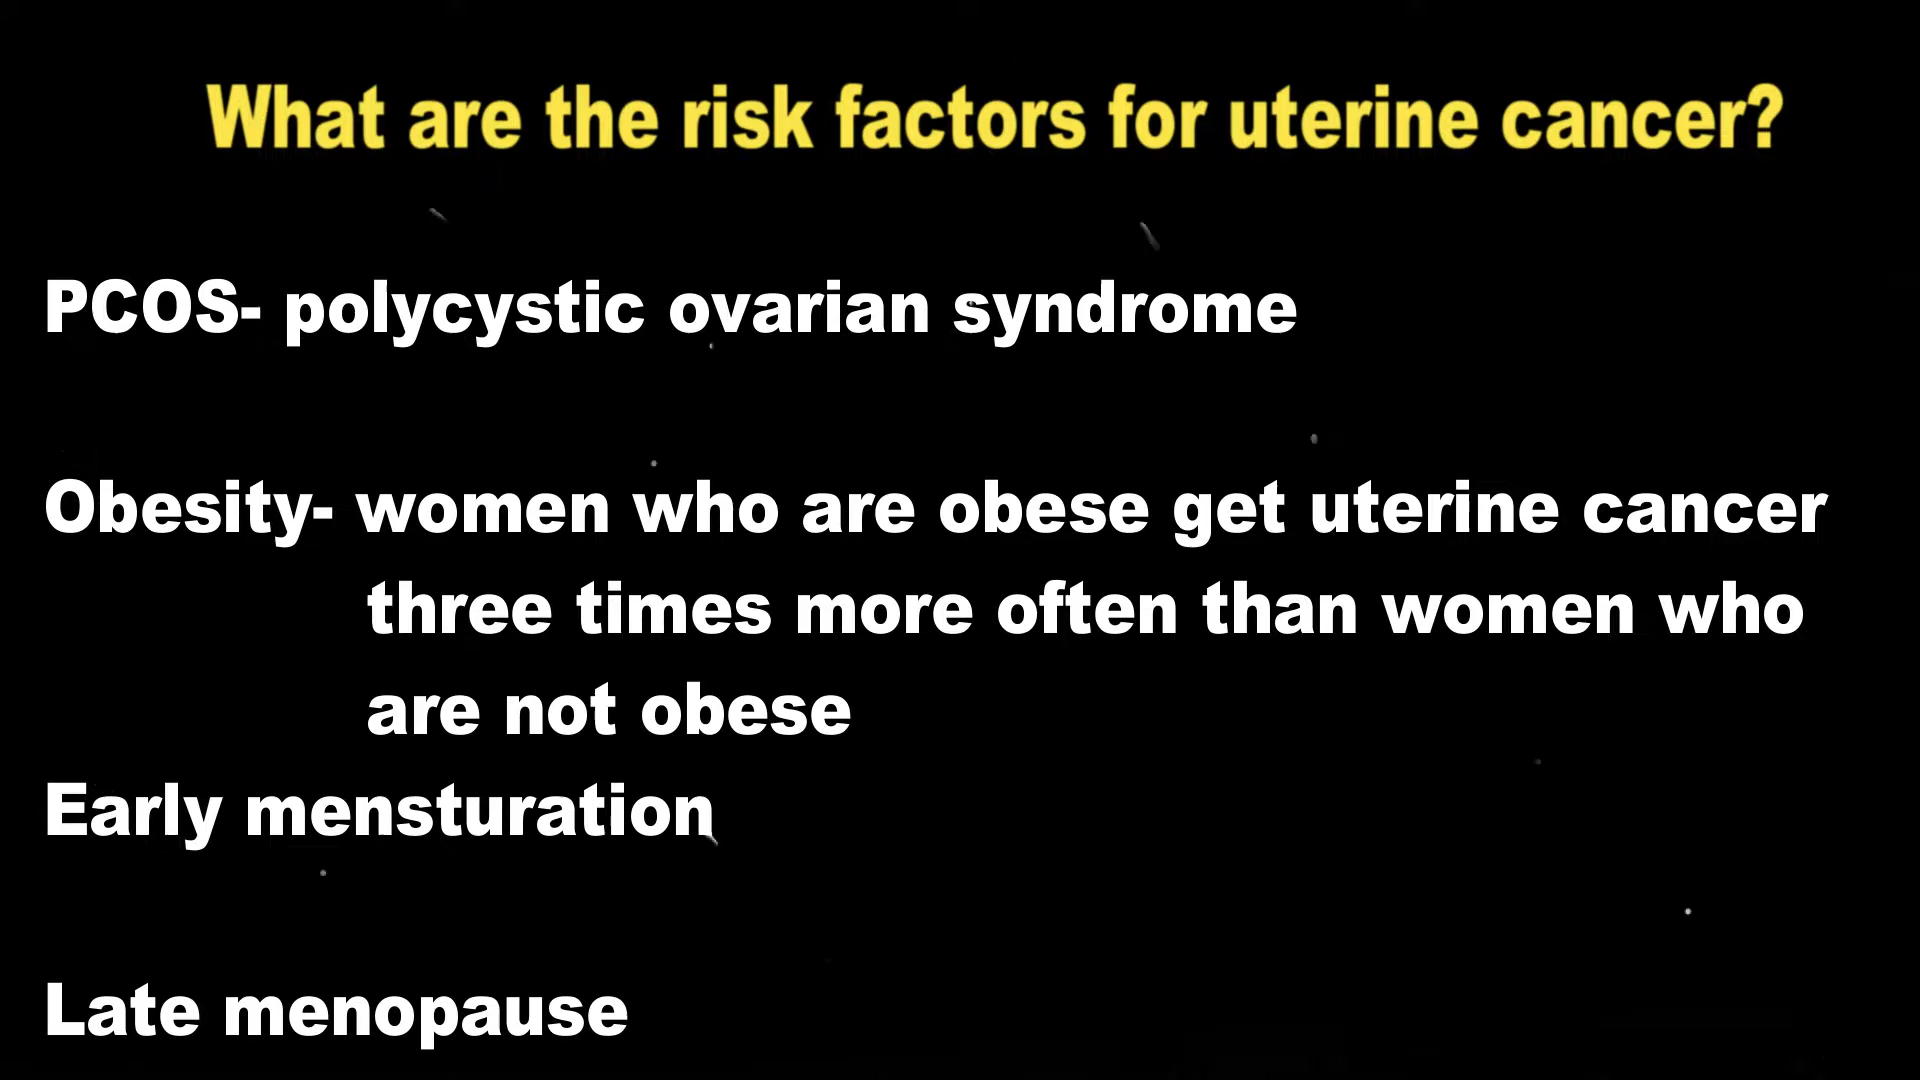 What are the risk factors for uterine cancer?
PCOS- polycystic ovarian syndrome
Obesity- women who are obese get uterine cancer
three times more often than women who
are not obese
Early mensturation
Late menopause